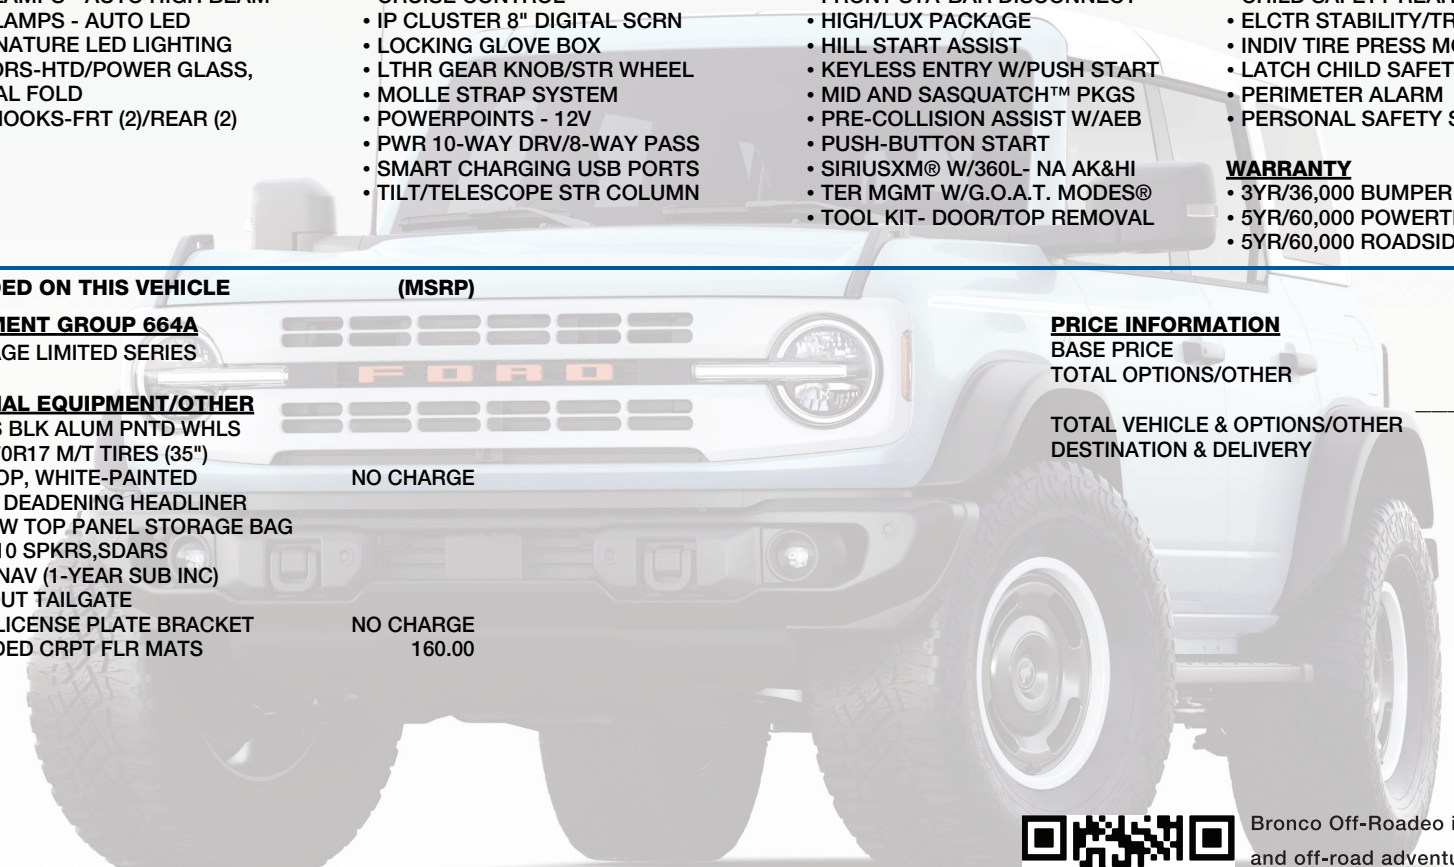 LAMPS - AUTO LED
NATURE LED LIGHTING
ORS-HTD/POWER GLASS,
AL FOLD
HOOKS-FRT (2)/REAR (2)
• IP CLUSTER 8" DIGITAL SCRN
• LOCKING GLOVE BOX
• LTHR GEAR KNOB/STR WHEEL
• MOLLE STRAP SYSTEM
• POWERPOINTS - 12V
• PWR 10-WAY DRV/8-WAY PASS
• SMART CHARGING USB PORTS
• TILT/TELESCOPE STR COLUMN
• HIGH/LUX PACKAGE
• HILL START ASSIST
• KEYLESS ENTRY W/PUSH START
• MID AND SASQUATCH™ PKGS
• PRE-COLLISION ASSIST W/AEB
• PUSH-BUTTON START
• SIRIUSXM® W/360L- NA AK&HI
• TER MGMT W/G.O.A.T. MODES®
• TOOL KIT- DOOR/TOP REMOVAL
• ELCTR STABILITY/TR
• INDIV TIRE PRESS MO
• LATCH CHILD SAFET
• PERIMETER ALARM
• PERSONAL SAFETY S
WARRANTY
• 3YR/36,000 BUMPER
• 5YR/60,000 POWERT
• 5YR/60,000 ROADSID
DED ON THIS VEHICLE (MSRP)
MENT GROUP 664A
AGE LIMITED SERIES
NAL EQUIPMENT/OTHER
S BLK ALUM PNTD WHLS
70R17 M/T TIRES (35")
OP, WHITE-PAINTED NO CHARGE
DEADENING HEADLINER
W TOP PANEL STORAGE BAG
10 SPKRS,SDARS
NAV (1-YEAR SUB INC)
OUT TAILGATE
LICENSE PLATE BRACKET NO CHARGE
DED CRPT FLR MATS 160.00
PRICE INFORMATION
BASE PRICE
TOTAL OPTIONS/OTHER
TOTAL VEHICLE & OPTIONS/OTHER
DESTINATION & DELIVERY
FORD
Bronco Off-Roadeo i
and off-road adventu